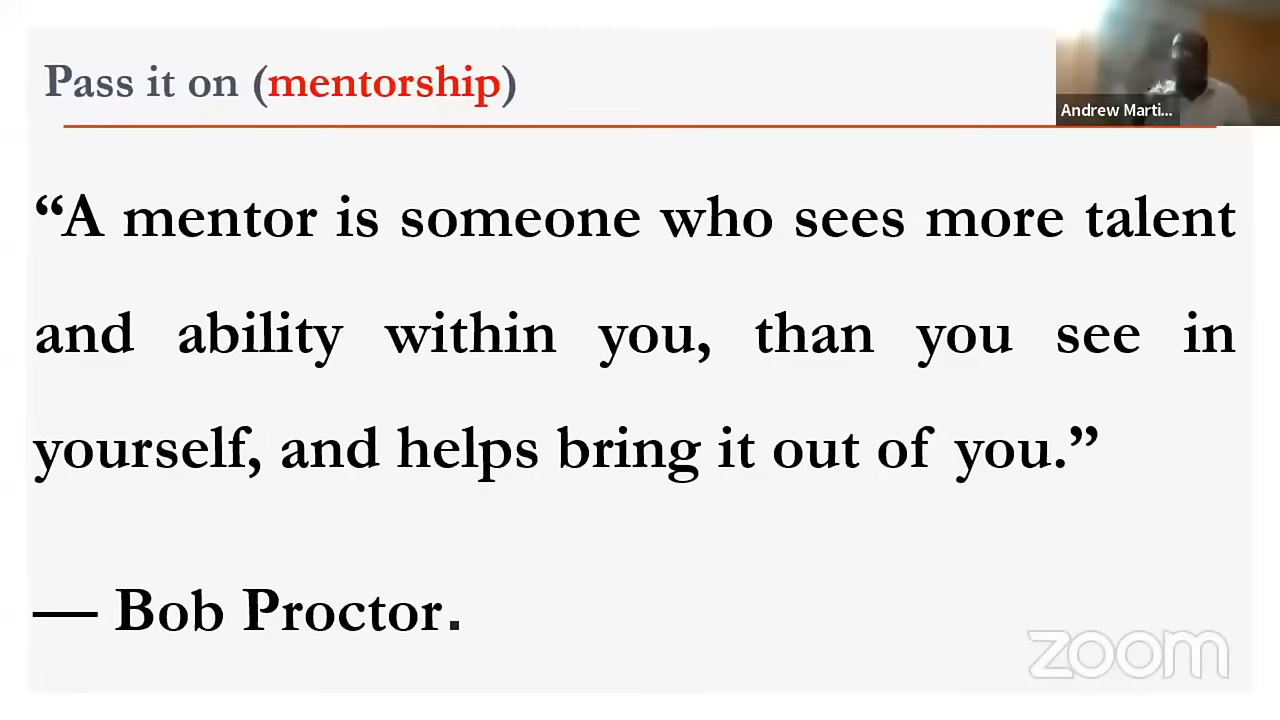 Pass it on (mentorship)
Andrew Marti...
“A mentor is someone who sees more talent
and ability within you, than you see in
yourself, and helps bring it out of you.”
— Bob Proctor.
zoom